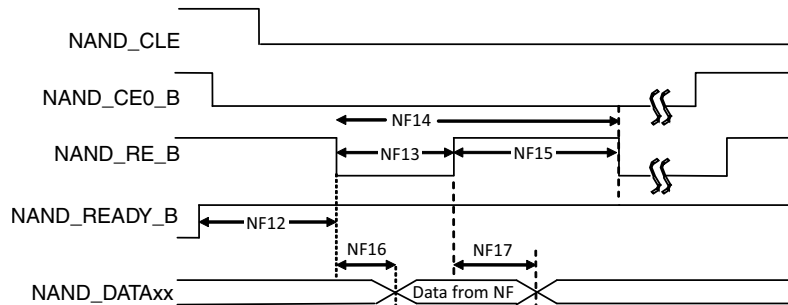 NAND_CLE
NAND_CE0_B
NF14
NAND_RE_B
NF13
NF15
NAND_READY_B
NF12
NF16
NF17
NAND_DATAxx
Data from NF